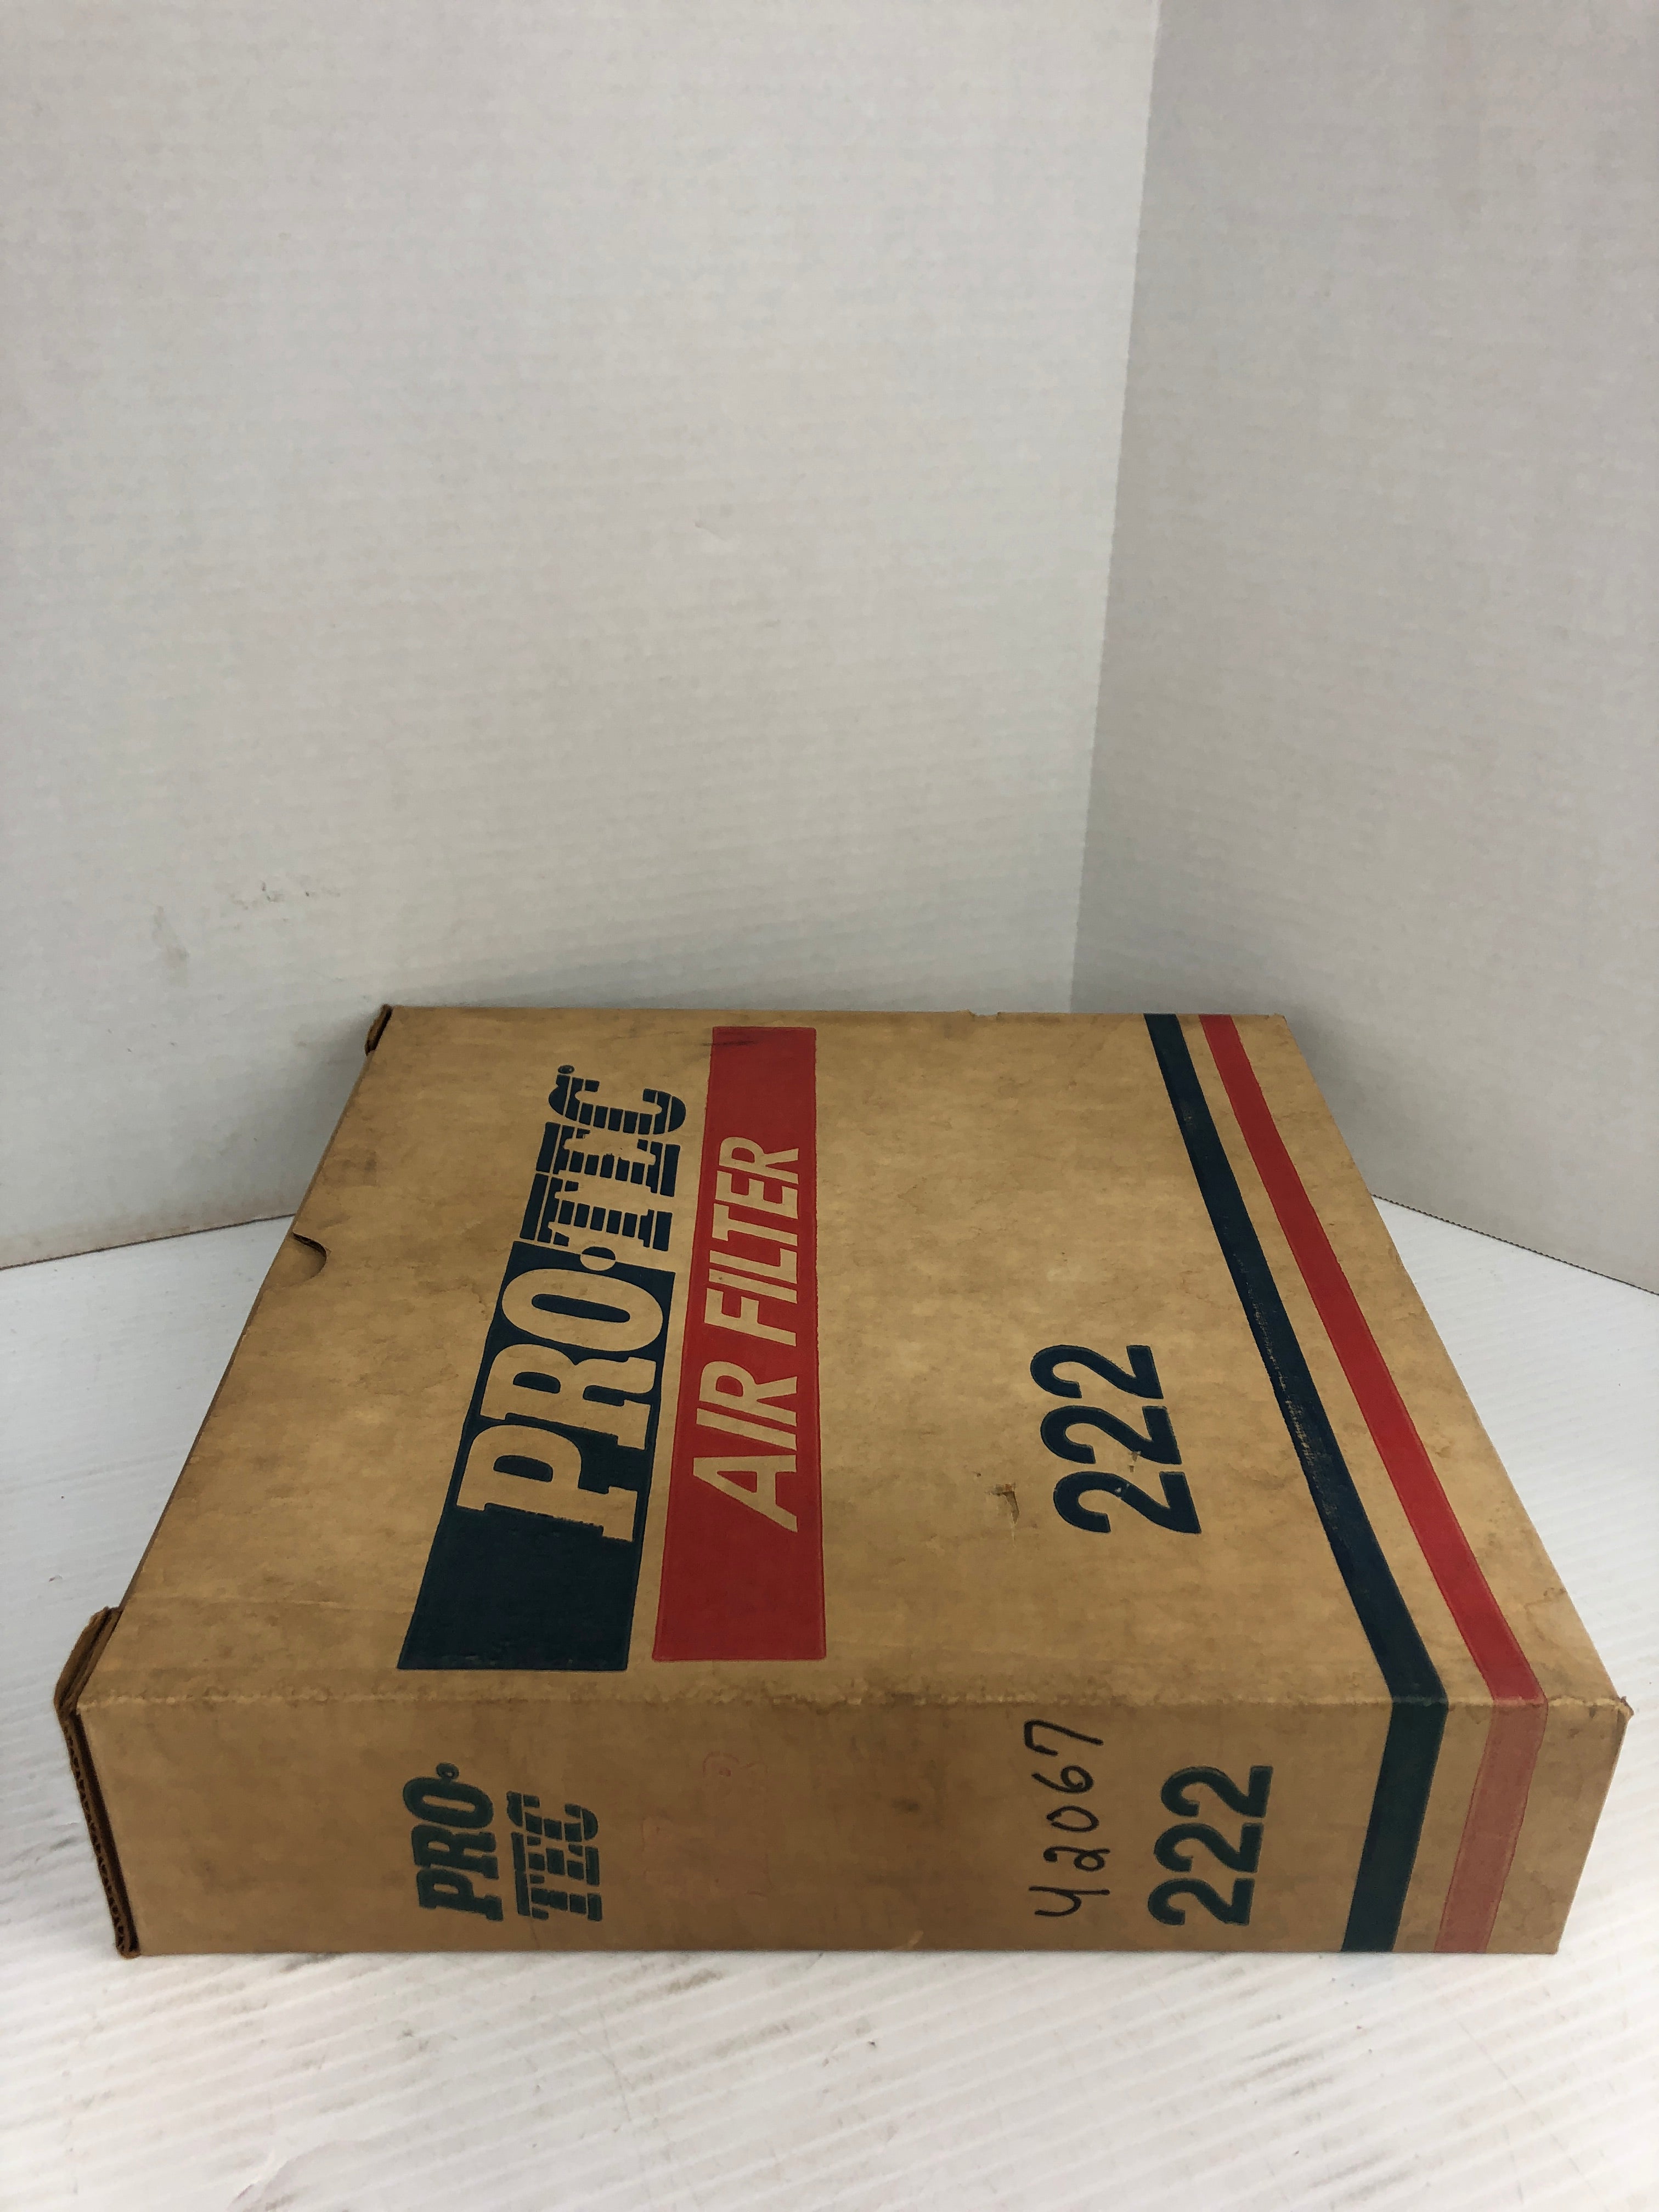 PRO·TEC
AIR FILTER
222
PRO·
TEC
42067
222